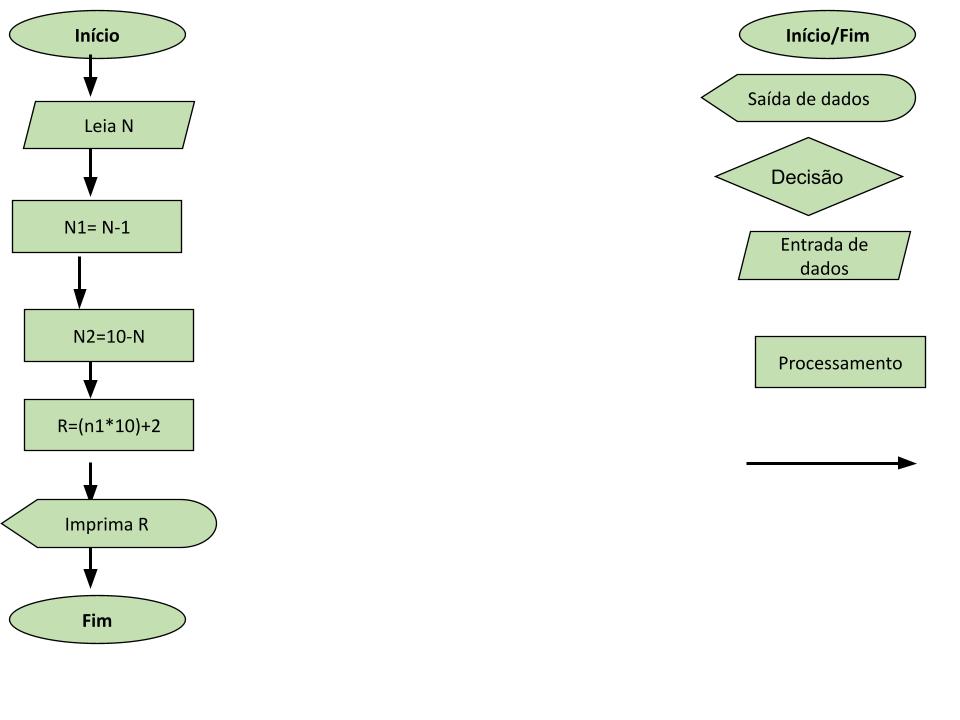 Início
Leia N
N1= N-1
N2=10-N
R=(n1*10)+2
Imprima R
Fim
Início/Fim
Saída de dados
Decisão
Entrada de
dados
Processamento